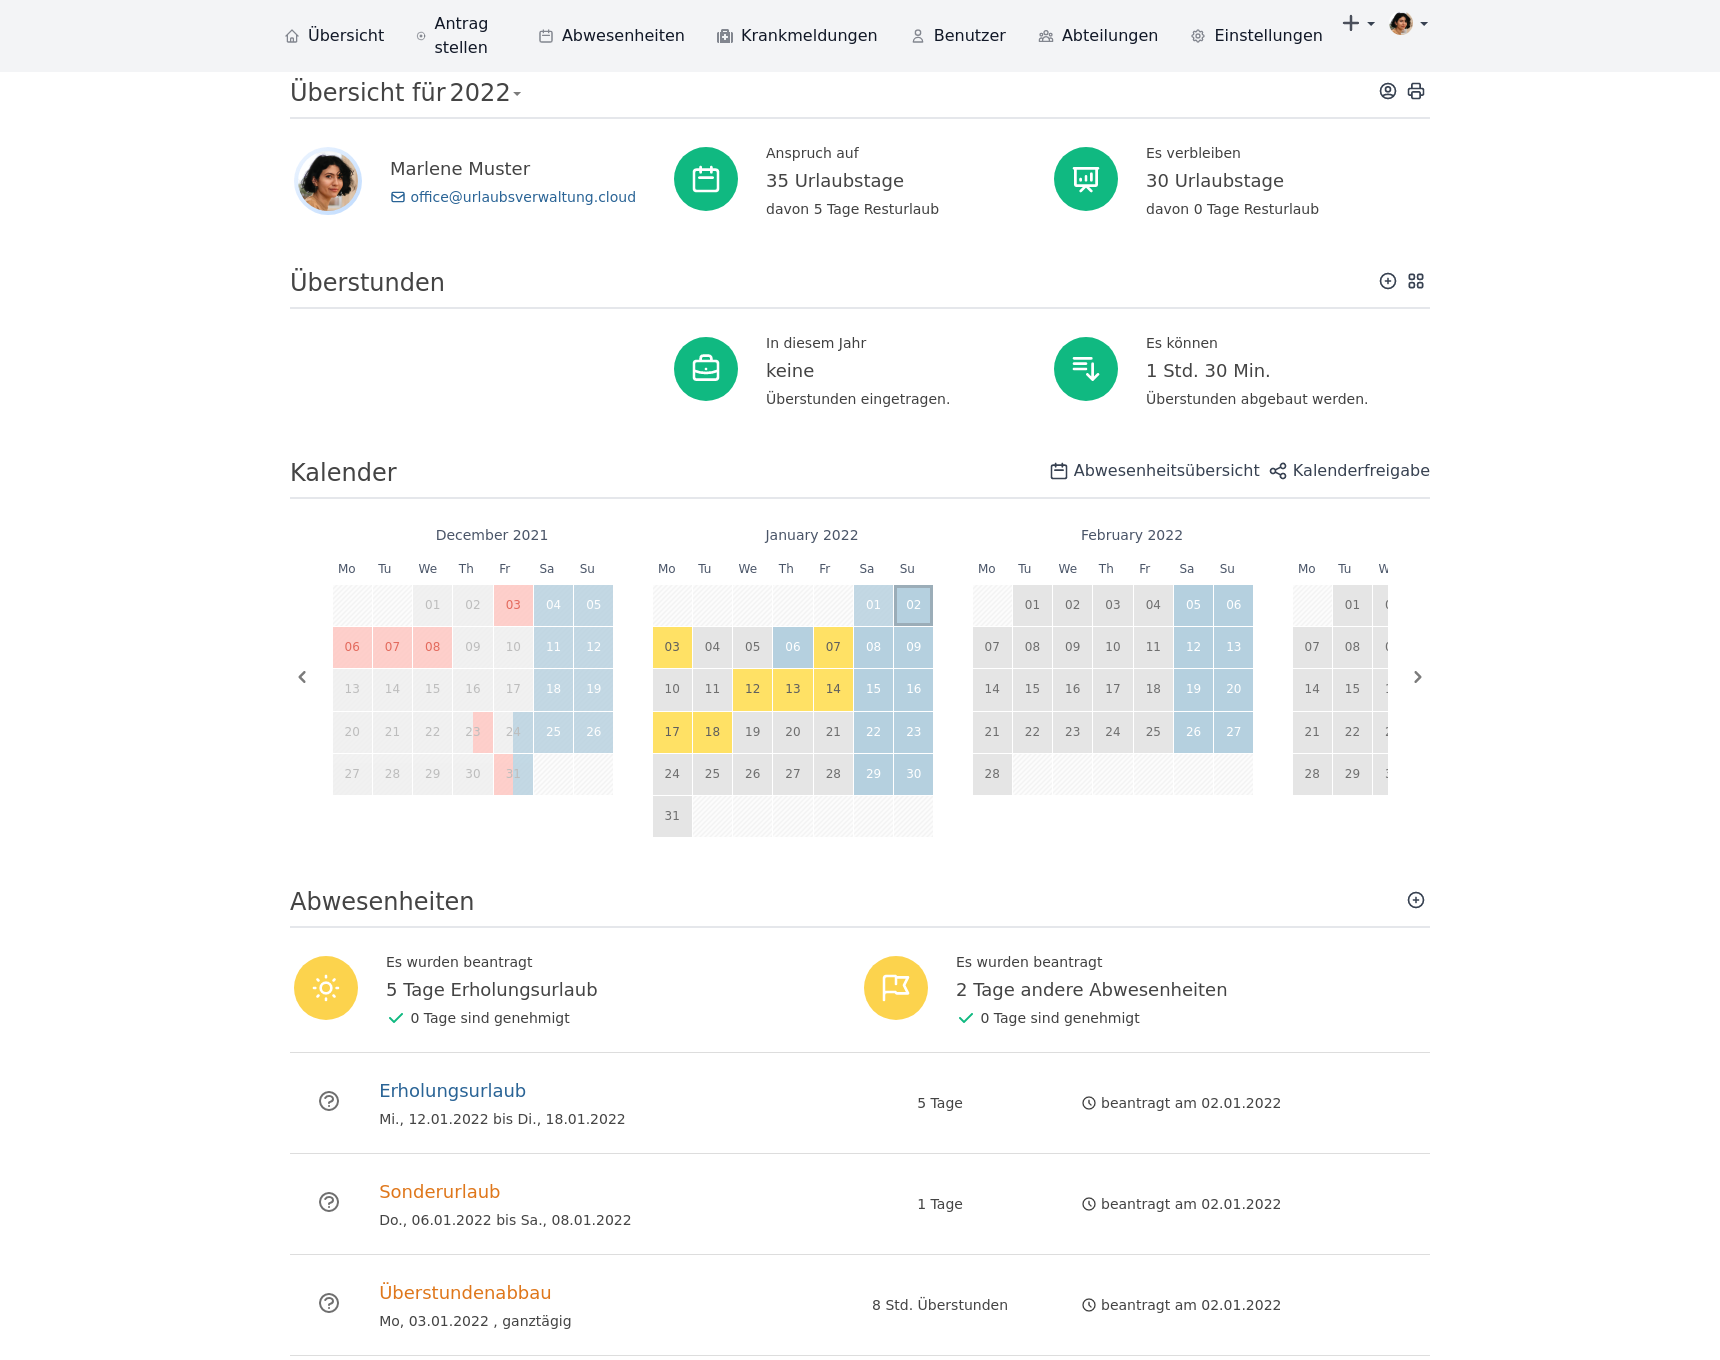 Übersicht
Antrag stellen
Abwesenheiten
Krankmeldungen
Benutzer
Abteilungen
Einstellungen
Übersicht für 2022
Marlene Muster
office@urlaubsverwaltung.cloud
Anspruch auf
35 Urlaubstage
davon 5 Tage Resturlaub
Es verbleiben
30 Urlaubstage
davon 0 Tage Resturlaub
Überstunden
In diesem Jahr
keine
Überstunden eingetragen.
Es können
1 Std. 30 Min.
Überstunden abgebaut werden.
Kalender
Abwesenheitsübersicht
Kalenderfreigabe
December 2021
Mo Tu We Th Fr Sa Su
01 02 03 04 05
06 07 08 09 10 11 12
13 14 15 16 17 18 19
20 21 22 23 24 25 26
27 28 29 30 31
January 2022
Mo Tu We Th Fr Sa Su
01 02
03 04 05 06 07 08 09
10 11 12 13 14 15 16
17 18 19 20 21 22 23
24 25 26 27 28 29 30
31
February 2022
Mo Tu We Th Fr Sa Su
01 02 03 04 05 06
07 08 09 10 11 12 13
14 15 16 17 18 19 20
21 22 23 24 25 26 27
28
Mo Tu
01
07 08
14 15
21 22
28 29
Abwesenheiten
Es wurden beantragt
5 Tage Erholungsurlaub
0 Tage sind genehmigt
Es wurden beantragt
2 Tage andere Abwesenheiten
0 Tage sind genehmigt
Erholungsurlaub
Mi., 12.01.2022 bis Di., 18.01.2022
5 Tage
beantragt am 02.01.2022
Sonderurlaub
Do., 06.01.2022 bis Sa., 08.01.2022
1 Tage
beantragt am 02.01.2022
Überstundenabbau
Mo, 03.01.2022 , ganztägig
8 Std. Überstunden
beantragt am 02.01.2022